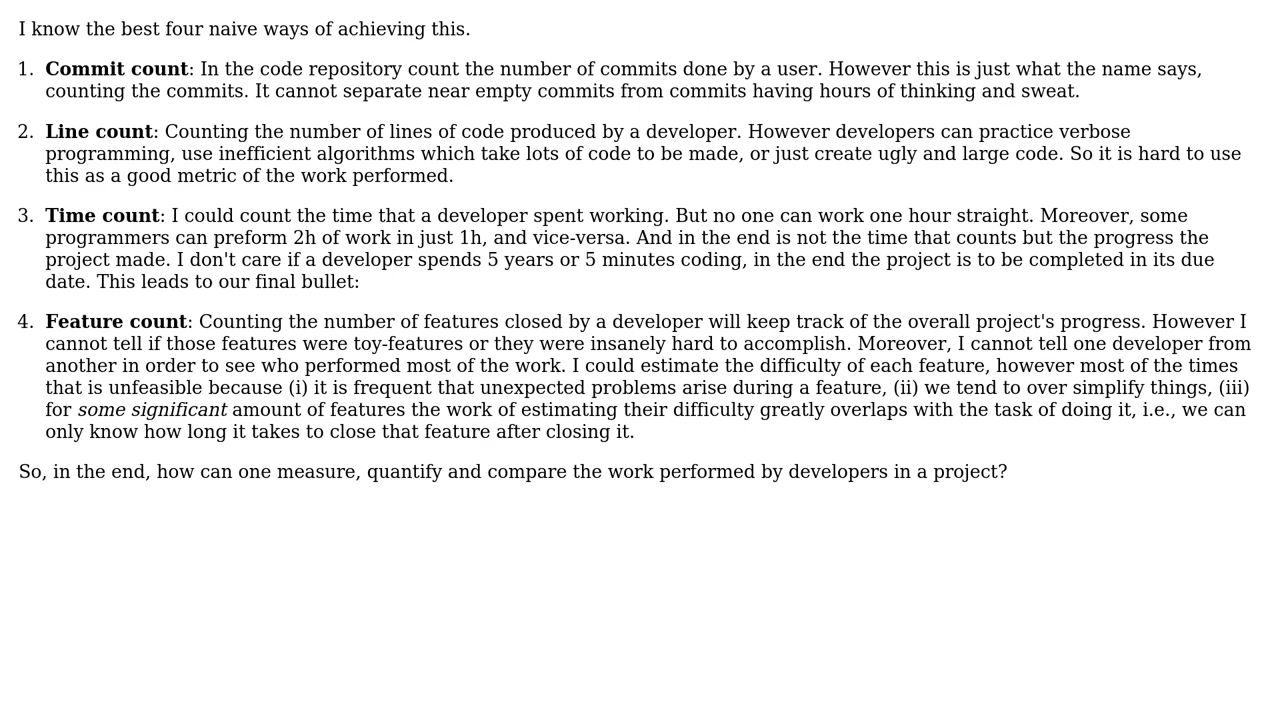 I know the best four naive ways of achieving this.
1. Commit count: In the code repository count the number of commits done by a user. However this is just what the name says,
counting the commits. It cannot separate near empty commits from commits having hours of thinking and sweat.
2. Line count: Counting the number of lines of code produced by a developer. However developers can practice verbose
programming, use inefficient algorithms which take lots of code to be made, or just create ugly and large code. So it is hard to use
this as a good metric of the work performed.
3. Time count: I could count the time that a developer spent working. But no one can work one hour straight. Moreover, some
programmers can preform 2h of work in just 1h, and vice-versa. And in the end is not the time that counts but the progress the
project made. I don't care if a developer spends 5 years or 5 minutes coding, in the end the project is to be completed in its due
date. This leads to our final bullet:
4. Feature count: Counting the number of features closed by a developer will keep track of the overall project's progress. However I
cannot tell if those features were toy-features or they were insanely hard to accomplish. Moreover, I cannot tell one developer from
another in order to see who performed most of the work. I could estimate the difficulty of each feature, however most of the times
that is unfeasible because (i) it is frequent that unexpected problems arise during a feature, (ii) we tend to over simplify things, (iii)
for some significant amount of features the work of estimating their difficulty greatly overlaps with the task of doing it, i.e., we can
only know how long it takes to close that feature after closing it.
So, in the end, how can one measure, quantify and compare the work performed by developers in a project?